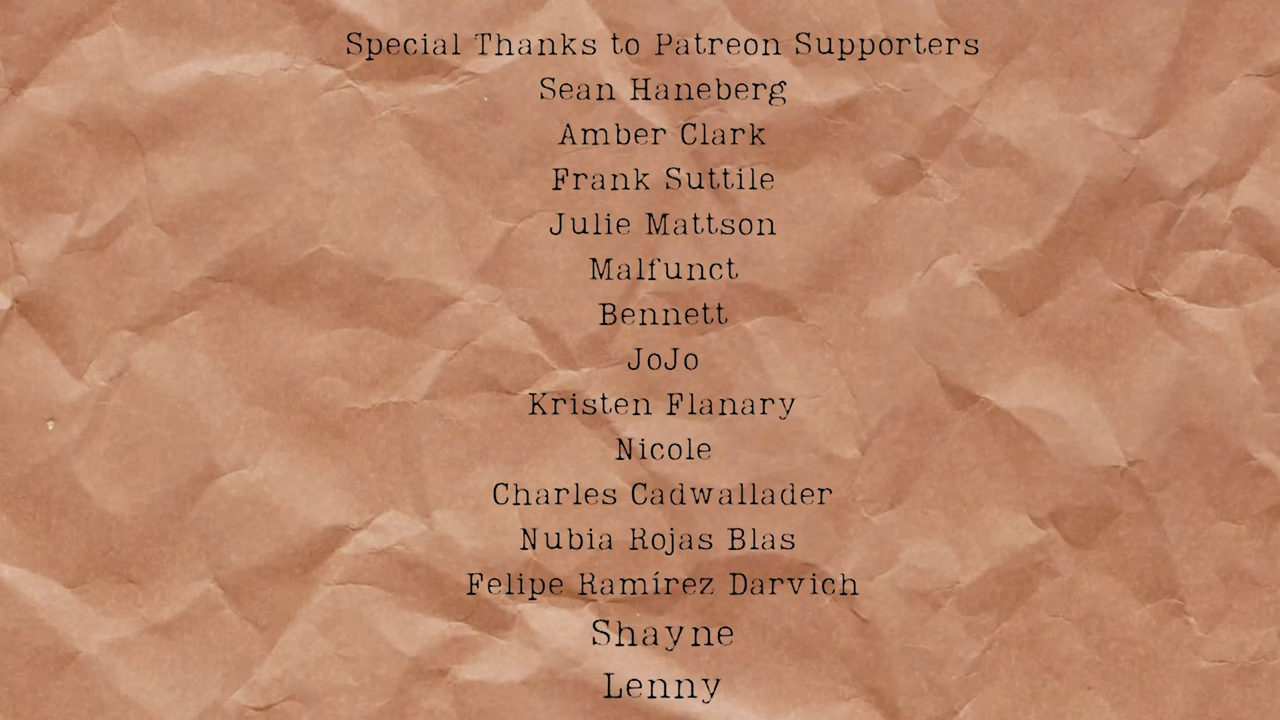 Special Thanks to Patreon Supporters
Sean Haneberg
Amber Clark
Frank Suttile
Julie Mattson
Malfunct
Bennett
JoJo
Kristen Flanary
Nicole
Charles Cadwallader
Nubia Rojas Blas
Felipe Ramírez Darvich
Shayne
Lenny